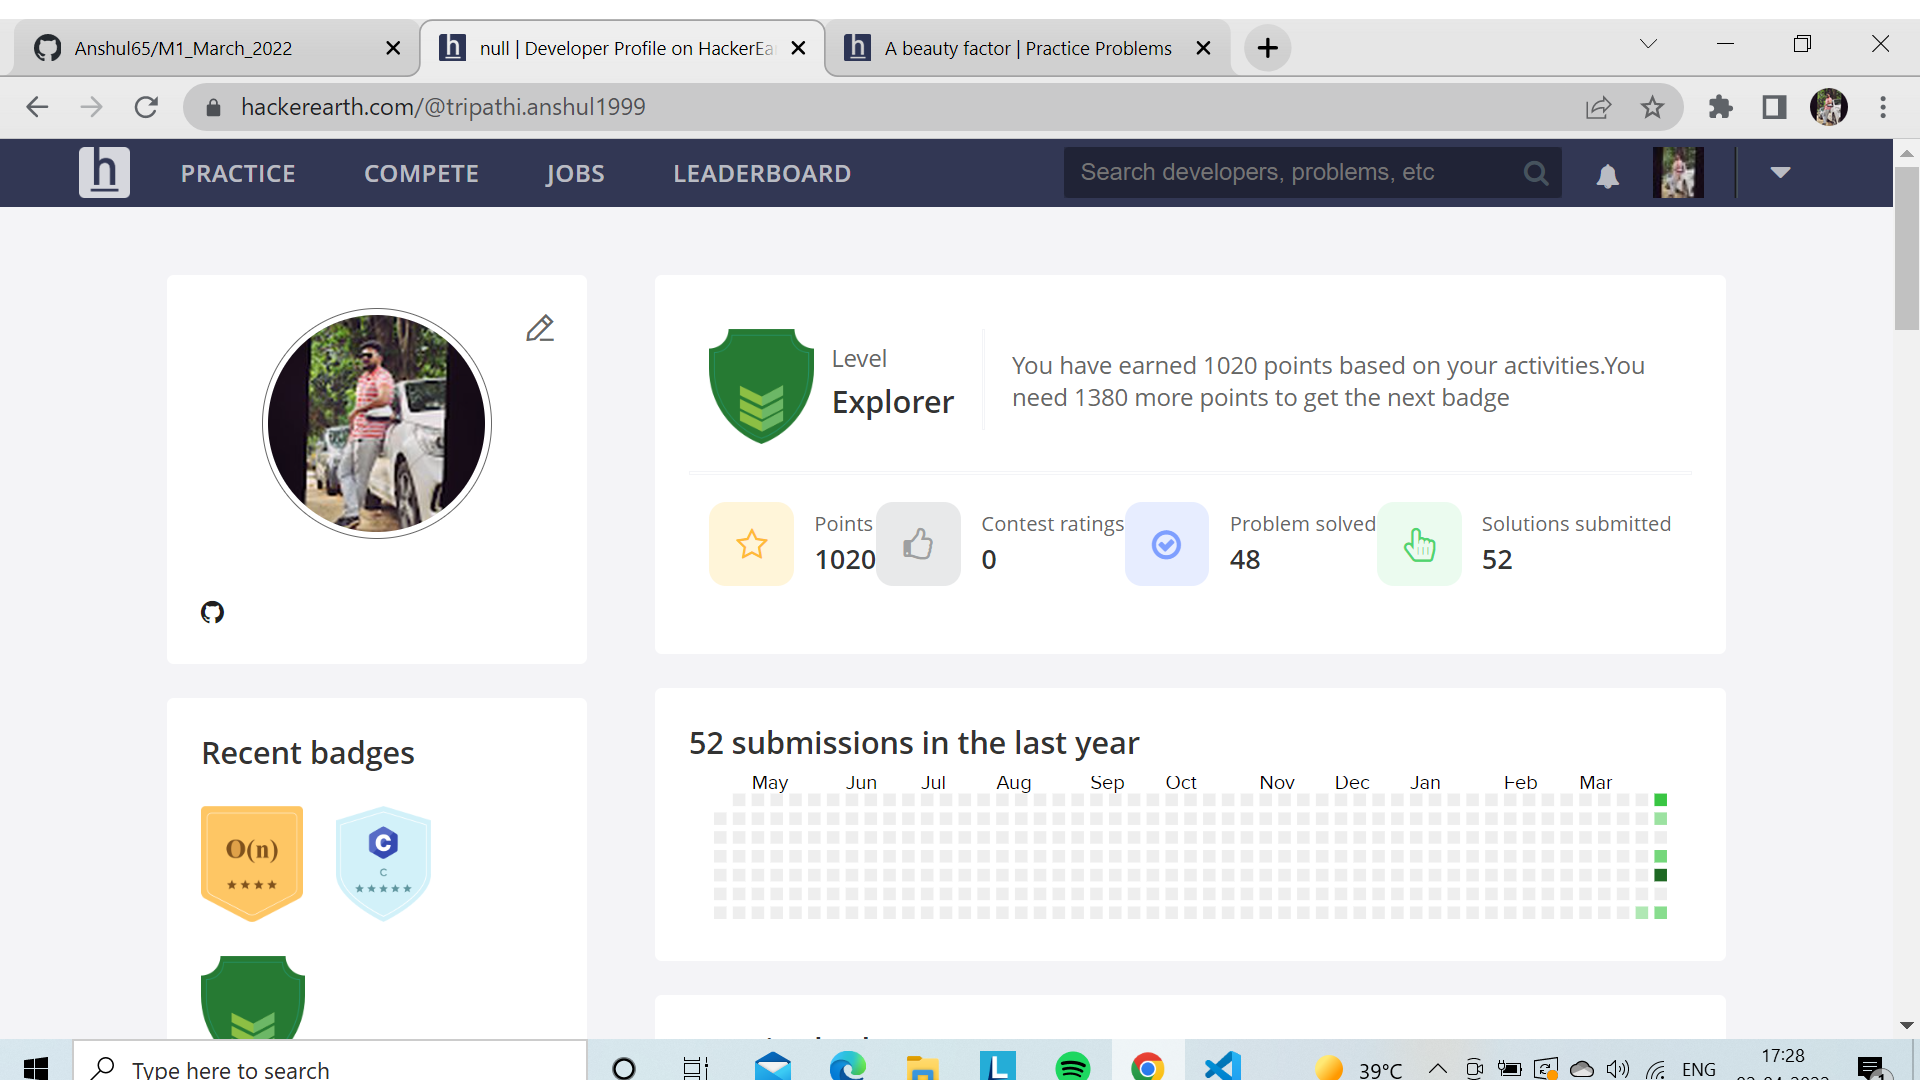 Anshul65/M1_March_2022
null | Developer Profile on HackerEa
A beauty factor | Practice Problems
hackerearth.com/@tripathi.anshul1999
h
PRACTICE
COMPETE
JOBS
LEADERBOARD
Search developers, problems, etc
Level
Explorer
You have earned 1020 points based on your activities.You
need 1380 more points to get the next badge
Points
1020
Contest ratings
0
Problem solved
48
Solutions submitted
52
Recent badges
O(n)
C
C
52 submissions in the last year
May Jun Jul Aug Sep Oct Nov Dec Jan Feb Mar
Type here to search
39°C
ENG
17:28